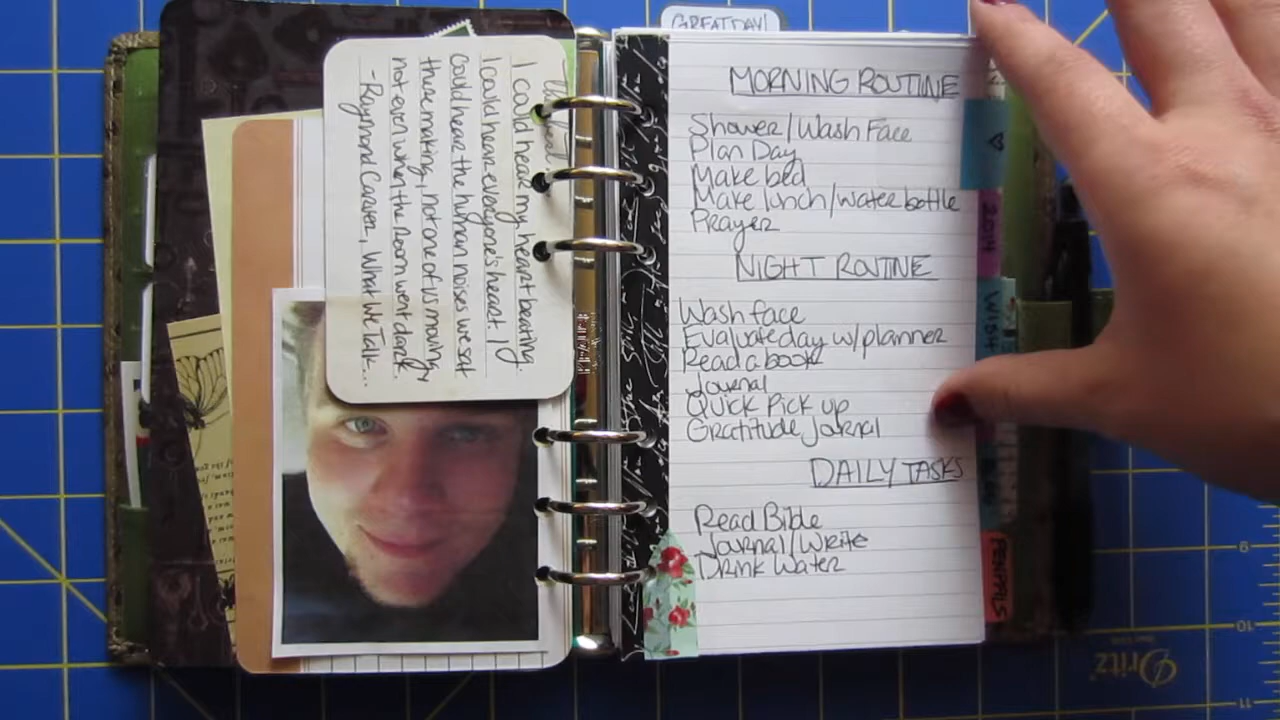 GREAT DAY!
I could hear my heart beating.
I could hear everyone's heart. I
could hear the human noises we sat
there making, not one of us moving,
not even when the room went dark.
-Raymond Carver, What We Talk...
MORNING ROUTINE
Shower/Wash Face
Plan Day
Make bed
Make lunch/water bottle
Prayer
NIGHT ROUTINE
Wash face
Evaluate day w/planner
Read a book
Journal
Quick Pick up
Gratitude Journal
DAILY TASKS
Read Bible
Journal/Write
Drink Water
2014
WISH
PENPALS
9
10
11
Dritz